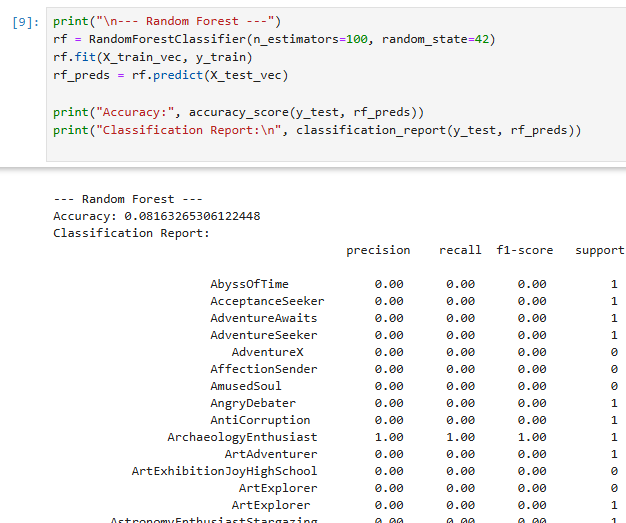 [9]: print("\n--- Random Forest ---")
rf = RandomForestClassifier(n_estimators=100, random_state=42)
rf.fit(X_train_vec, y_train)
rf_preds = rf.predict(X_test_vec)
print("Accuracy:", accuracy_score(y_test, rf_preds))
print("Classification Report:\n", classification_report(y_test, rf_preds))
--- Random Forest ---
Accuracy: 0.08163265306122448
Classification Report:
precision recall f1-score support
AbyssOfTime 0.00 0.00 0.00 1
AcceptanceSeeker 0.00 0.00 0.00 1
AdventureAwaits 0.00 0.00 0.00 1
AdventureSeeker 0.00 0.00 0.00 1
AdventureX 0.00 0.00 0.00 0
AffectionSender 0.00 0.00 0.00 0
AmusedSoul 0.00 0.00 0.00 0
AngryDebater 0.00 0.00 0.00 1
AntiCorruption 0.00 0.00 0.00 1
ArchaeologyEnthusiast 1.00 1.00 1.00 1
ArtAdventurer 0.00 0.00 0.00 1
ArtExhibitionJoyHighSchool 0.00 0.00 0.00 0
ArtExplorer 0.00 0.00 0.00 0
ArtExplorer 0.00 0.00 0.00 1
AstronomyEnthusiastStargazing 0.00 0.00 0.00 1